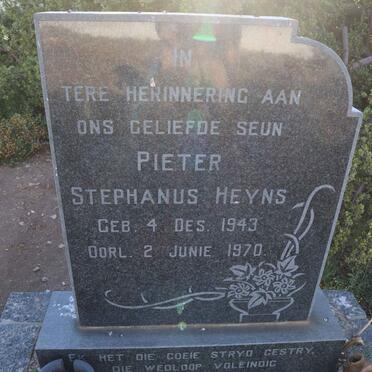 IN
TERE HERINNERING AAN
ONS GELIEFDE SEUN
PIETER
STEPHANUS HEYNS
GEB. 4 DES. 1943
OORL. 2 JUNIE 1970.
EK HET DIE GOEIE STRYD GESTRY,
DIE WEDLOOP VOLEINDIG